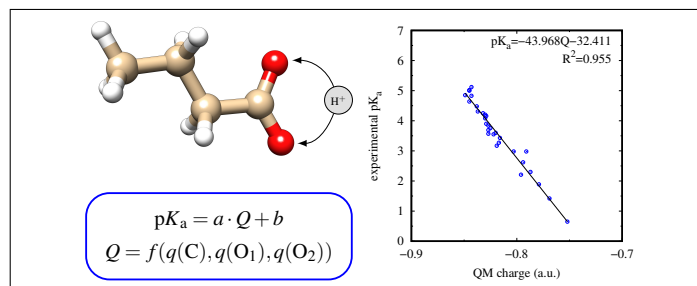 H⁺
pKₐ = a · Q + b
Q = f(q(C), q(O₁), q(O₂))
pKₐ=−43.968Q−32.411
R²=0.955
experimental pKₐ
7
6
5
4
3
2
1
0
−0.9
−0.8
−0.7
QM charge (a.u.)